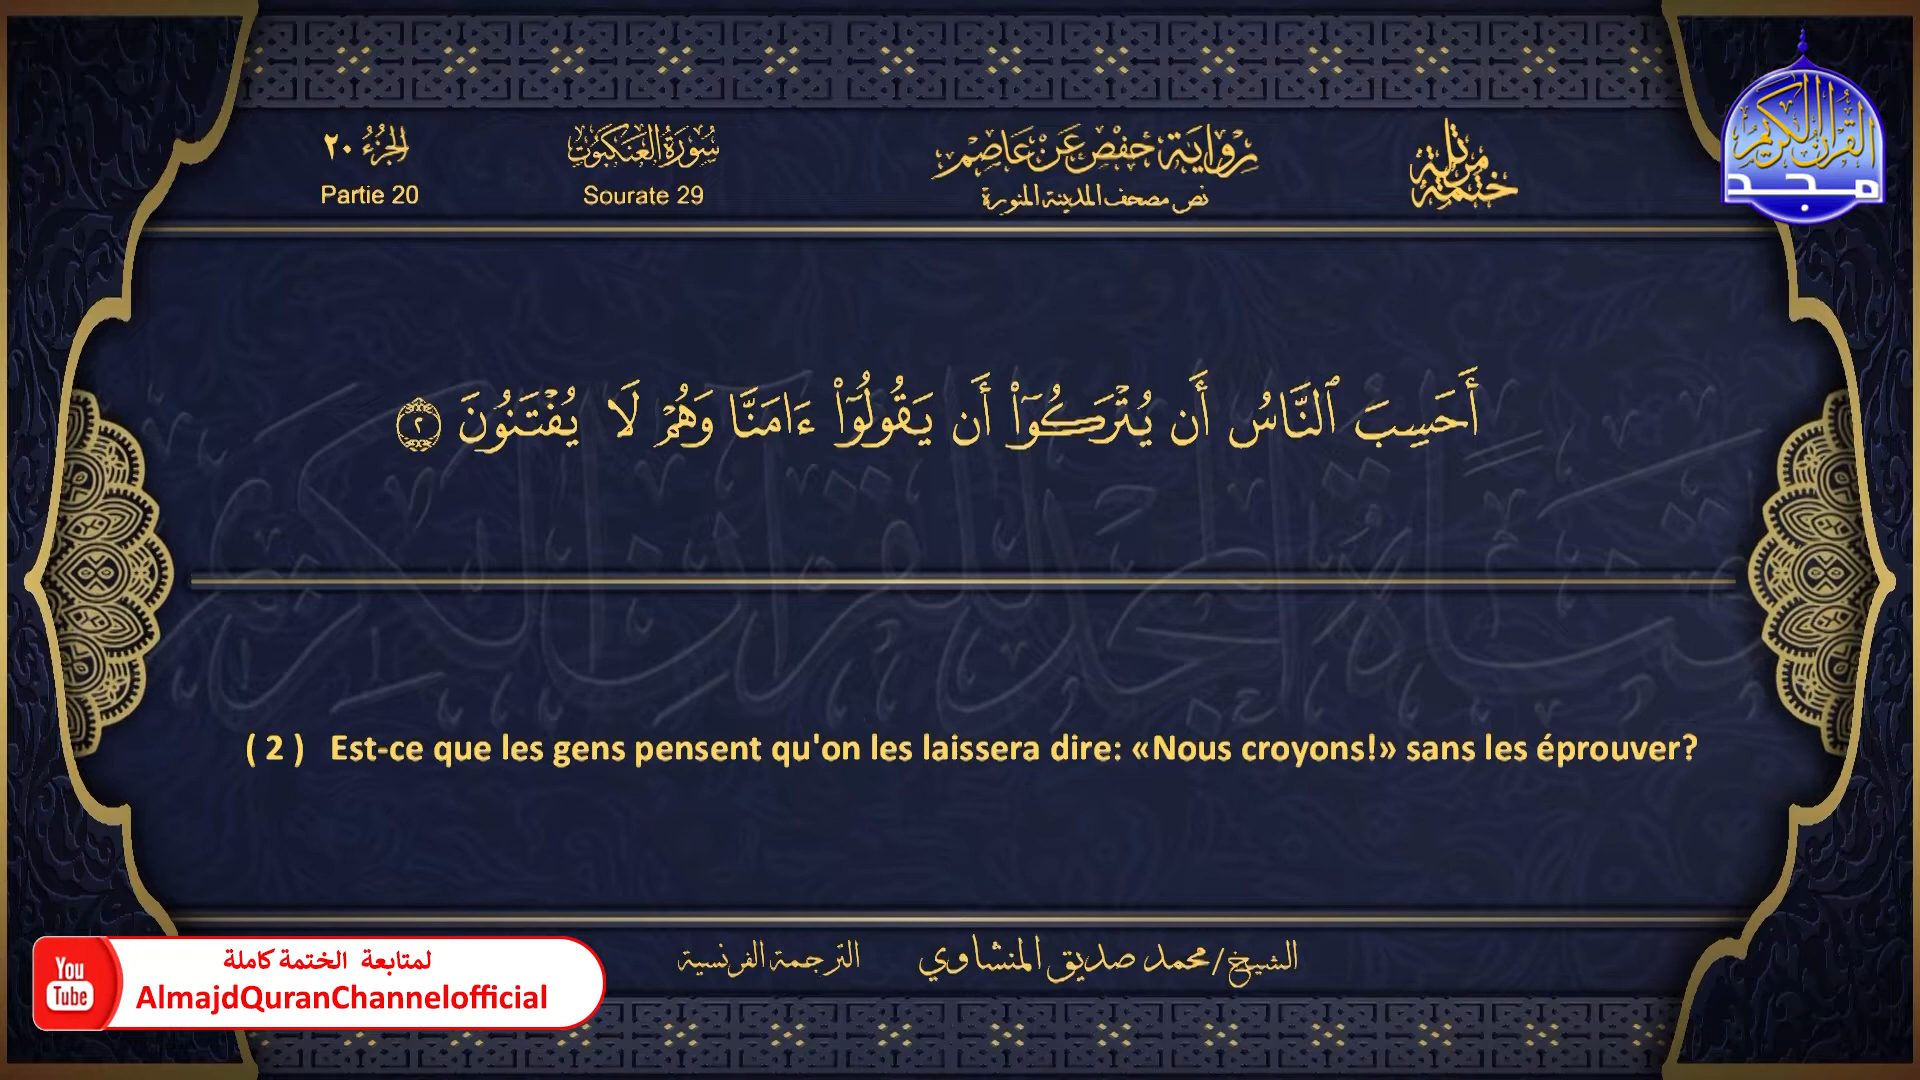 الجزء ٢٠
Partie 20
سورة العنكبوت
Sourate 29
رواية حفص عن عاصم
نص مصحف المدينة المنورة
ختمة مرتلة
القرآن الكريم
مجد
أَحَسِبَ ٱلنَّاسُ أَن يُتْرَكُوٓا۟ أَن يَقُولُوٓا۟ ءَامَنَّا وَهُمْ لَا يُفْتَنُونَ ٢
( 2 ) Est-ce que les gens pensent qu'on les laissera dire: «Nous croyons!» sans les éprouver?
الشيخ/محمد صديق المنشاوي
الترجمة الفرنسية
You
Tube
لمتابعة الختمة كاملة
AlmajdQuranChannelofficial